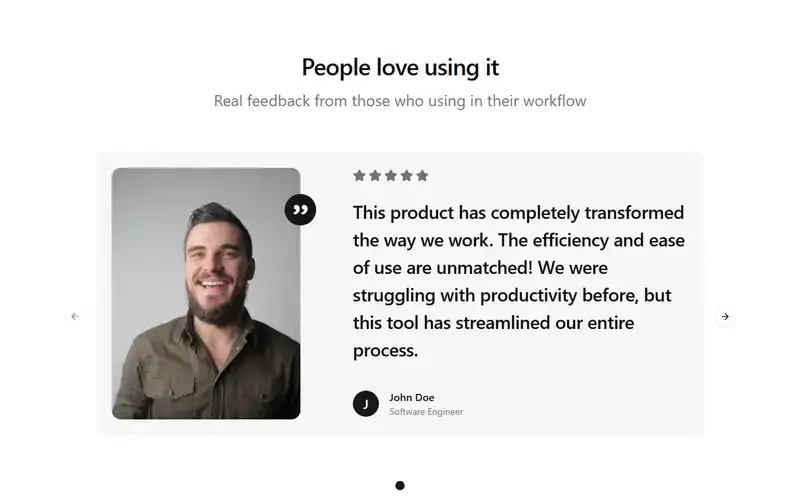 People love using it
Real feedback from those who using in their workflow
This product has completely transformed
the way we work. The efficiency and ease
of use are unmatched! We were
struggling with productivity before, but
this tool has streamlined our entire
process.
J
John Doe
Software Engineer